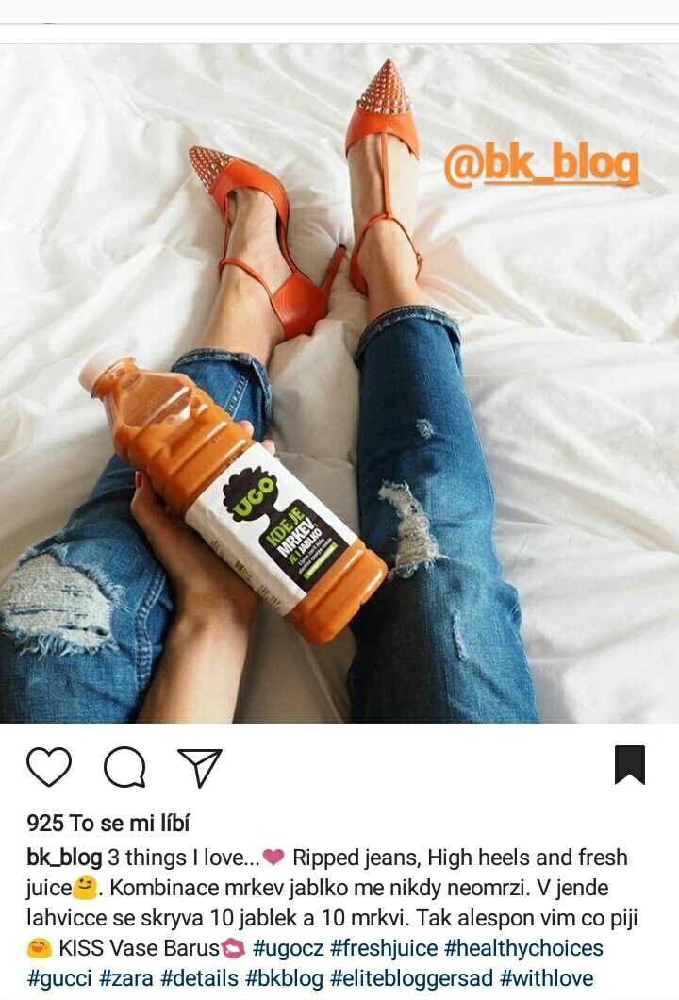 @bk_blog
UGO
KDE JE
MRKEV,
JE I JABLKO
925 To se mi líbí
bk_blog 3 things I love...❤ Ripped jeans, High heels and fresh
juice😋. Kombinace mrkev jablko me nikdy neomrzi. V jende
lahvicce se skryva 10 jablek a 10 mrkvi. Tak alespon vim co piji
😄 KISS Vase Barus💋 #ugocz #freshjuice #healthychoices
#gucci #zara #details #bkblog #elitebloggersad #withlove